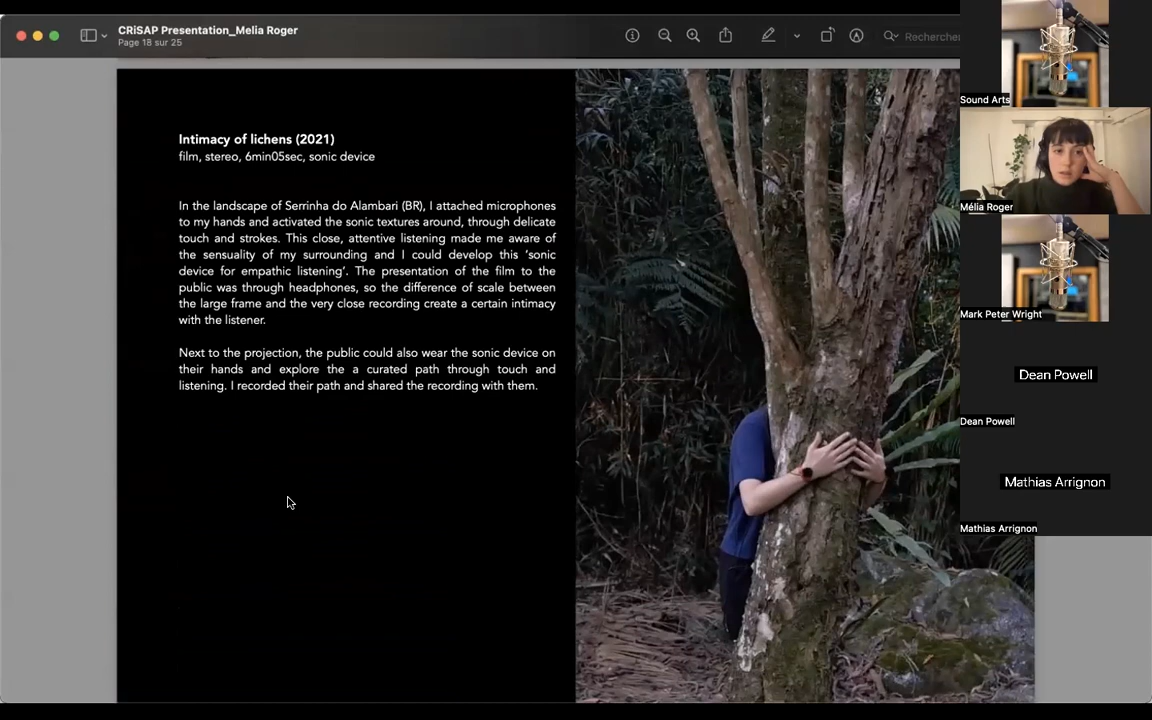 CRiSAP Presentation_Melia Roger
Page 18 sur 25
Rechercher
Intimacy of lichens (2021)
film, stereo, 6min05sec, sonic device
In the landscape of Serrinha do Alambari (BR), I attached microphones
to my hands and activated the sonic textures around, through delicate
touch and strokes. This close, attentive listening made me aware of
the sensuality of my surrounding and I could develop this ‘sonic
device for empathic listening’. The presentation of the film to the
public was through headphones, so the difference of scale between
the large frame and the very close recording create a certain intimacy
with the listener.
Next to the projection, the public could also wear the sonic device on
their hands and explore the a curated path through touch and
listening. I recorded their path and shared the recording with them.
Sound Arts
Mélia Roger
Mark Peter Wright
Dean Powell
Dean Powell
Mathias Arrignon
Mathias Arrignon